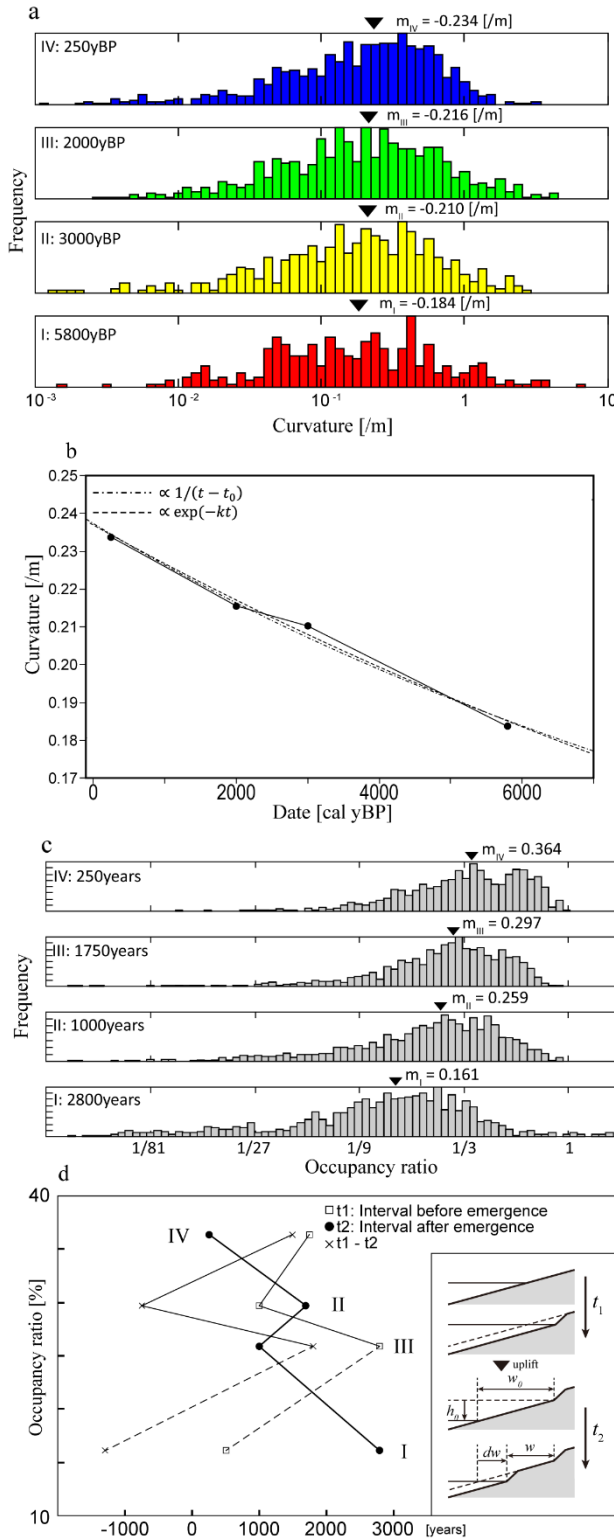 a
m_IV = -0.234 [/m]
IV: 250yBP
m_III = -0.216 [/m]
III: 2000yBP
m_II = -0.210 [/m]
II: 3000yBP
m_I = -0.184 [/m]
I: 5800yBP
Frequency
10^-3 10^-2 10^-1 1 10
Curvature [/m]
b
0.25
0.24
0.23
0.22
0.21
0.20
0.19
0.18
0.17
∝ 1/(t − t_0)
∝ exp(−kt)
Curvature [/m]
0 2000 4000 6000
Date [cal yBP]
c
m_IV = 0.364
IV: 250years
m_III = 0.297
III: 1750years
m_II = 0.259
II: 1000years
m_I = 0.161
I: 2800years
Frequency
1/81 1/27 1/9 1/3 1
Occupancy ratio
d
40
10
Occupancy ratio [%]
t1: Interval before emergence
t2: Interval after emergence
t1 - t2
IV
II
III
I
-1000 0 1000 2000 3000 [years]
t_1
uplift
w_0
h_0
t_2
dw w